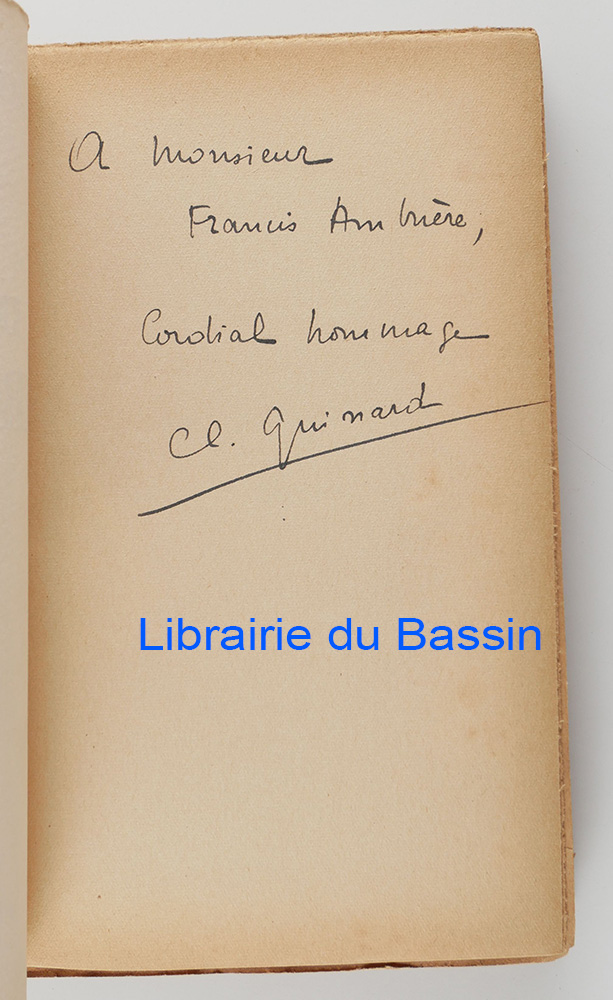 A Monsieur
Francis Ambrière,
Cordial hommage
Cl. Guinard
Librairie du Bassin